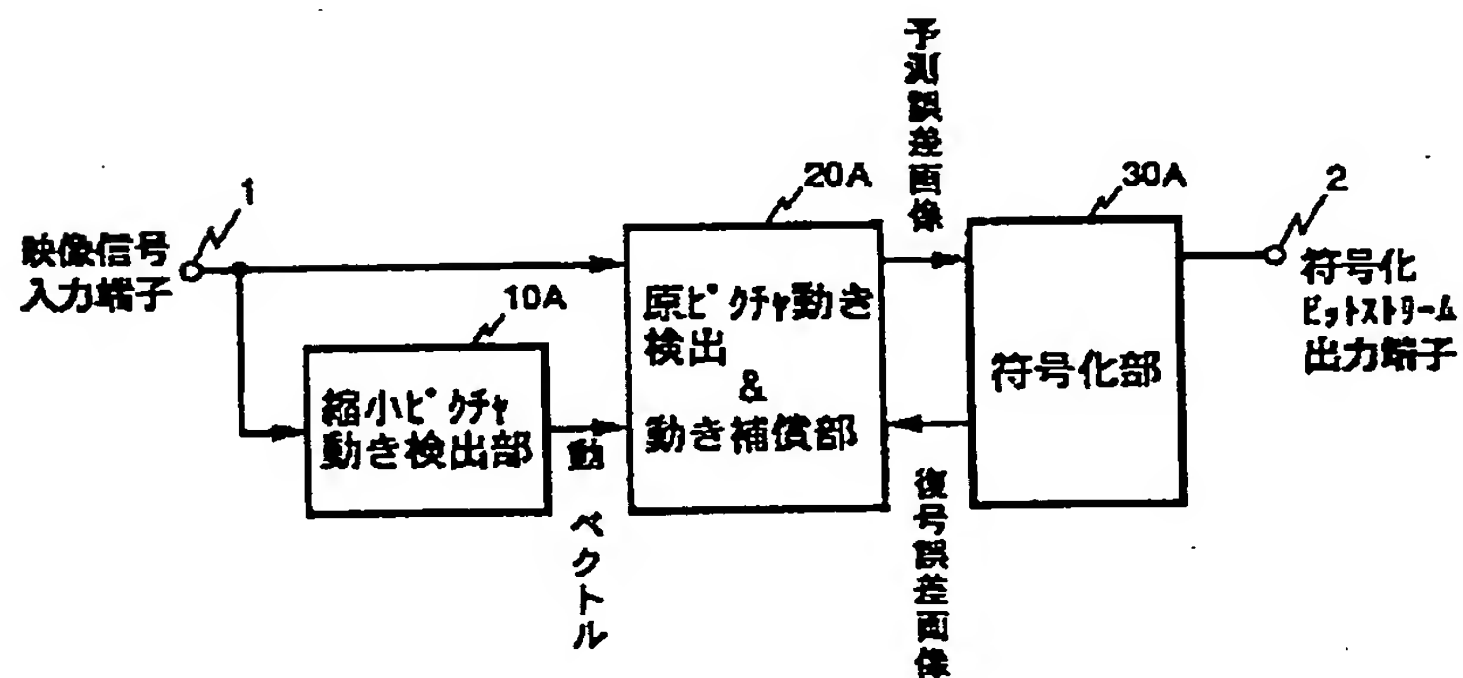 予測誤差画像
1
20A
30A
2
映像信号
入力端子
10A
原ピクチャ動き
検出
&
動き補償部
符号化部
符号化
ビットストリーム
出力端子
縮小ピクチャ
動き検出部
動ベクトル
復号誤差画像